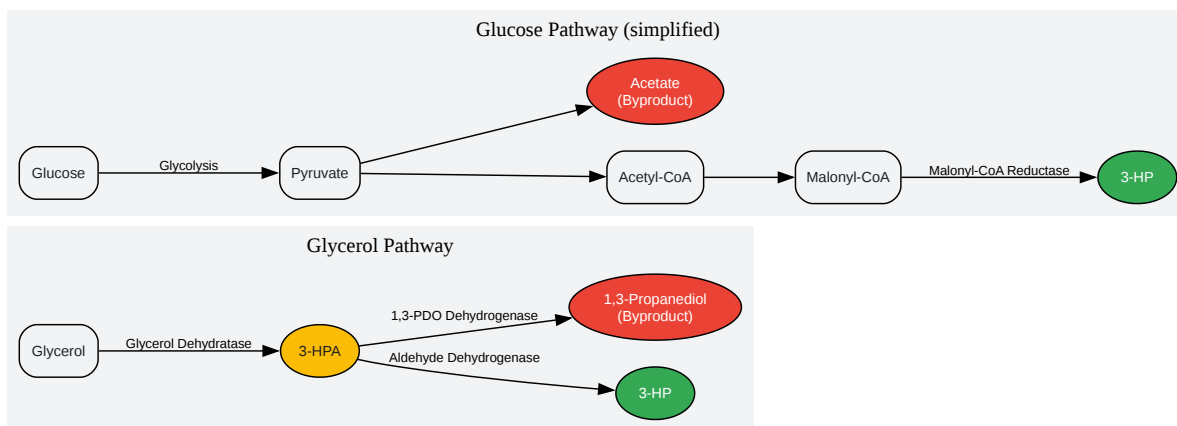 Glucose Pathway (simplified)
Acetate
(Byproduct)
Glucose
Glycolysis
Pyruvate
Acetyl-CoA
Malonyl-CoA
Malonyl-CoA Reductase
3-HP
Glycerol Pathway
1,3-Propanediol
(Byproduct)
1,3-PDO Dehydrogenase
Glycerol
Glycerol Dehydratase
3-HPA
Aldehyde Dehydrogenase
3-HP